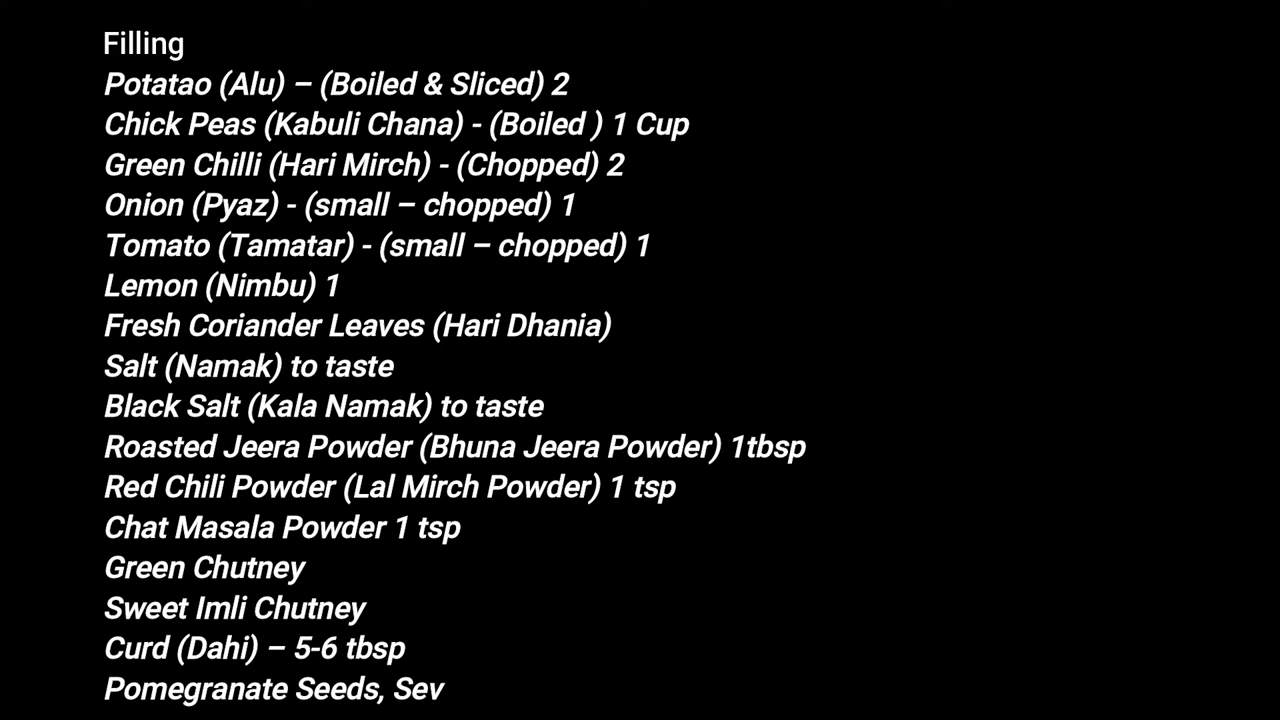 Filling
Potatao (Alu) – (Boiled & Sliced) 2
Chick Peas (Kabuli Chana) - (Boiled ) 1 Cup
Green Chilli (Hari Mirch) - (Chopped) 2
Onion (Pyaz) - (small – chopped) 1
Tomato (Tamatar) - (small – chopped) 1
Lemon (Nimbu) 1
Fresh Coriander Leaves (Hari Dhania)
Salt (Namak) to taste
Black Salt (Kala Namak) to taste
Roasted Jeera Powder (Bhuna Jeera Powder) 1tbsp
Red Chili Powder (Lal Mirch Powder) 1 tsp
Chat Masala Powder 1 tsp
Green Chutney
Sweet Imli Chutney
Curd (Dahi) – 5-6 tbsp
Pomegranate Seeds, Sev